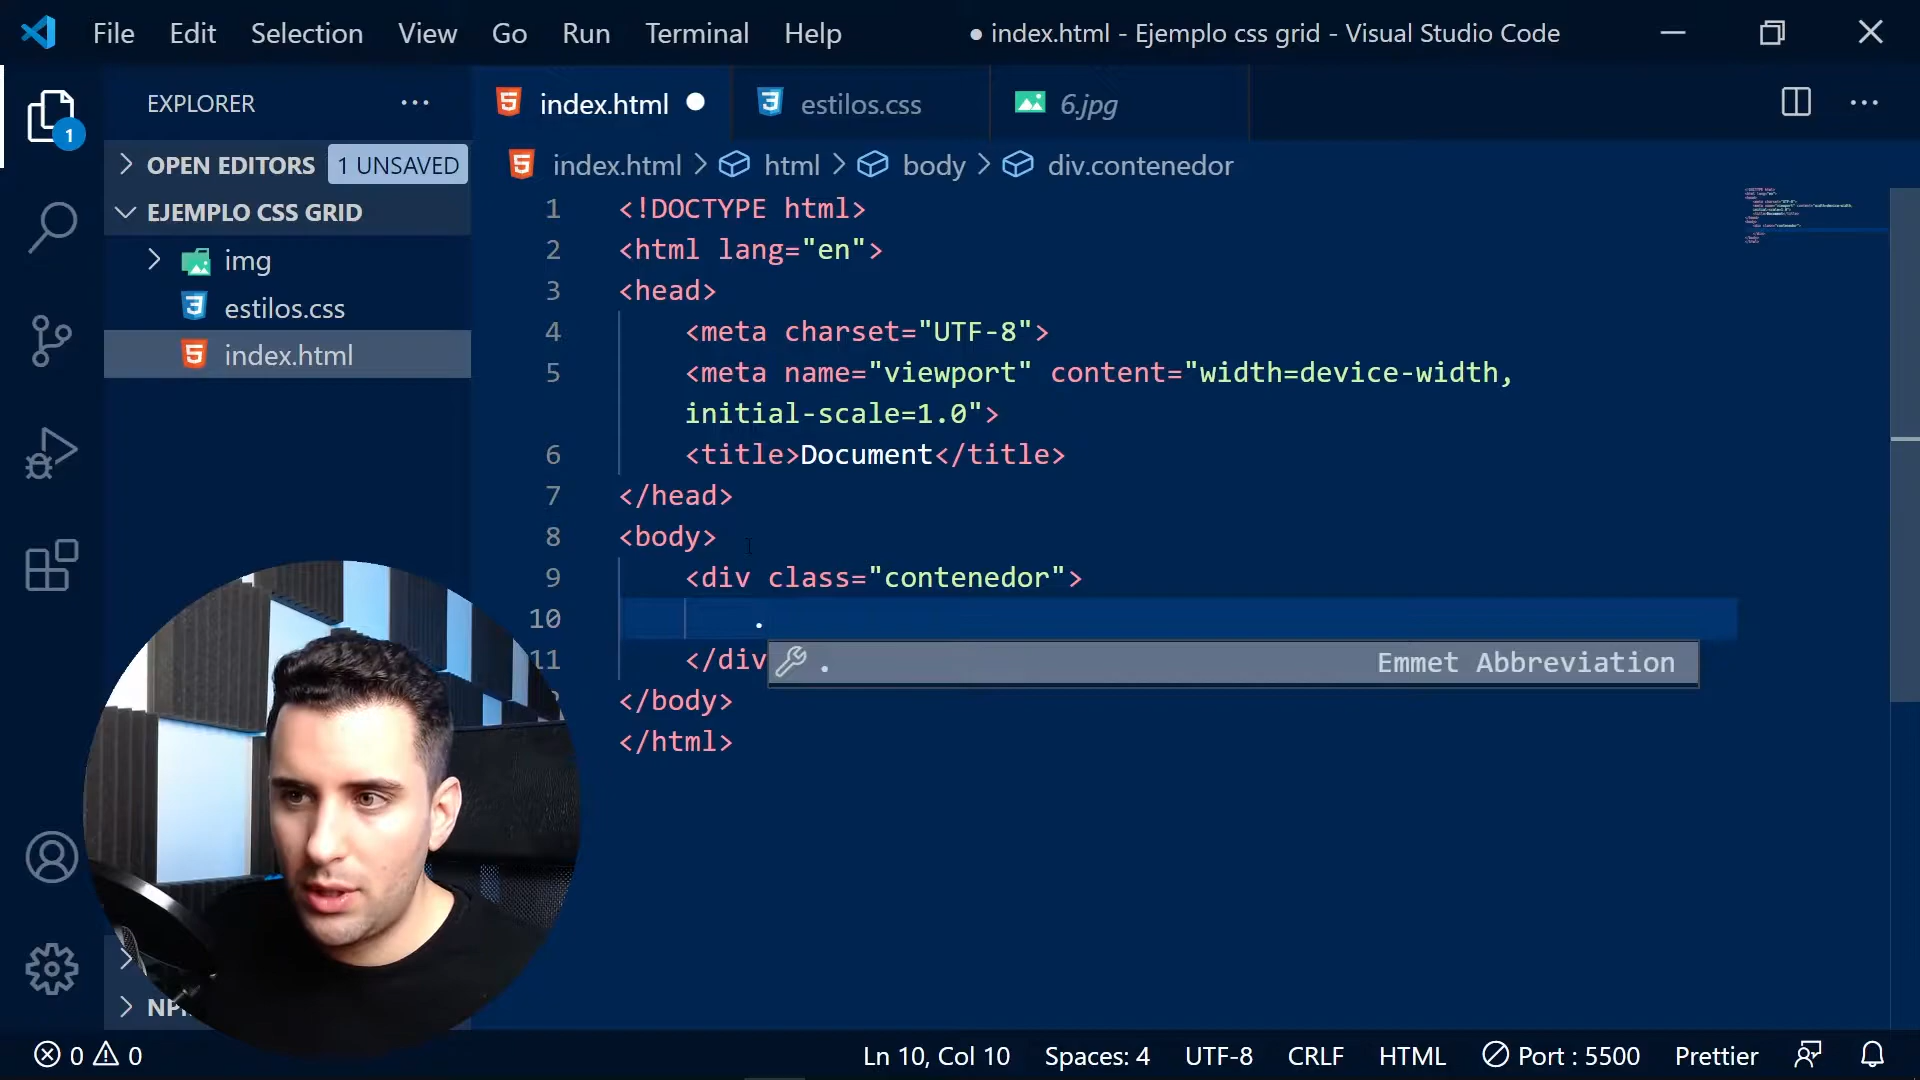 File Edit Selection View Go Run Terminal Help ● index.html - Ejemplo css grid - Visual Studio Code
EXPLORER ···
index.html ● estilos.css 6.jpg
1
OPEN EDITORS 1 UNSAVED
index.html > html > body > div.contenedor
EJEMPLO CSS GRID
img
estilos.css
index.html
1 <!DOCTYPE html>
2 <html lang="en">
3 <head>
4 <meta charset="UTF-8">
5 <meta name="viewport" content="width=device-width,
initial-scale=1.0">
6 <title>Document</title>
7 </head>
8 <body>
9 <div class="contenedor">
10 .
11 </div
. Emmet Abbreviation
</body>
</html>
0 0 Ln 10, Col 10 Spaces: 4 UTF-8 CRLF HTML Port : 5500 Prettier